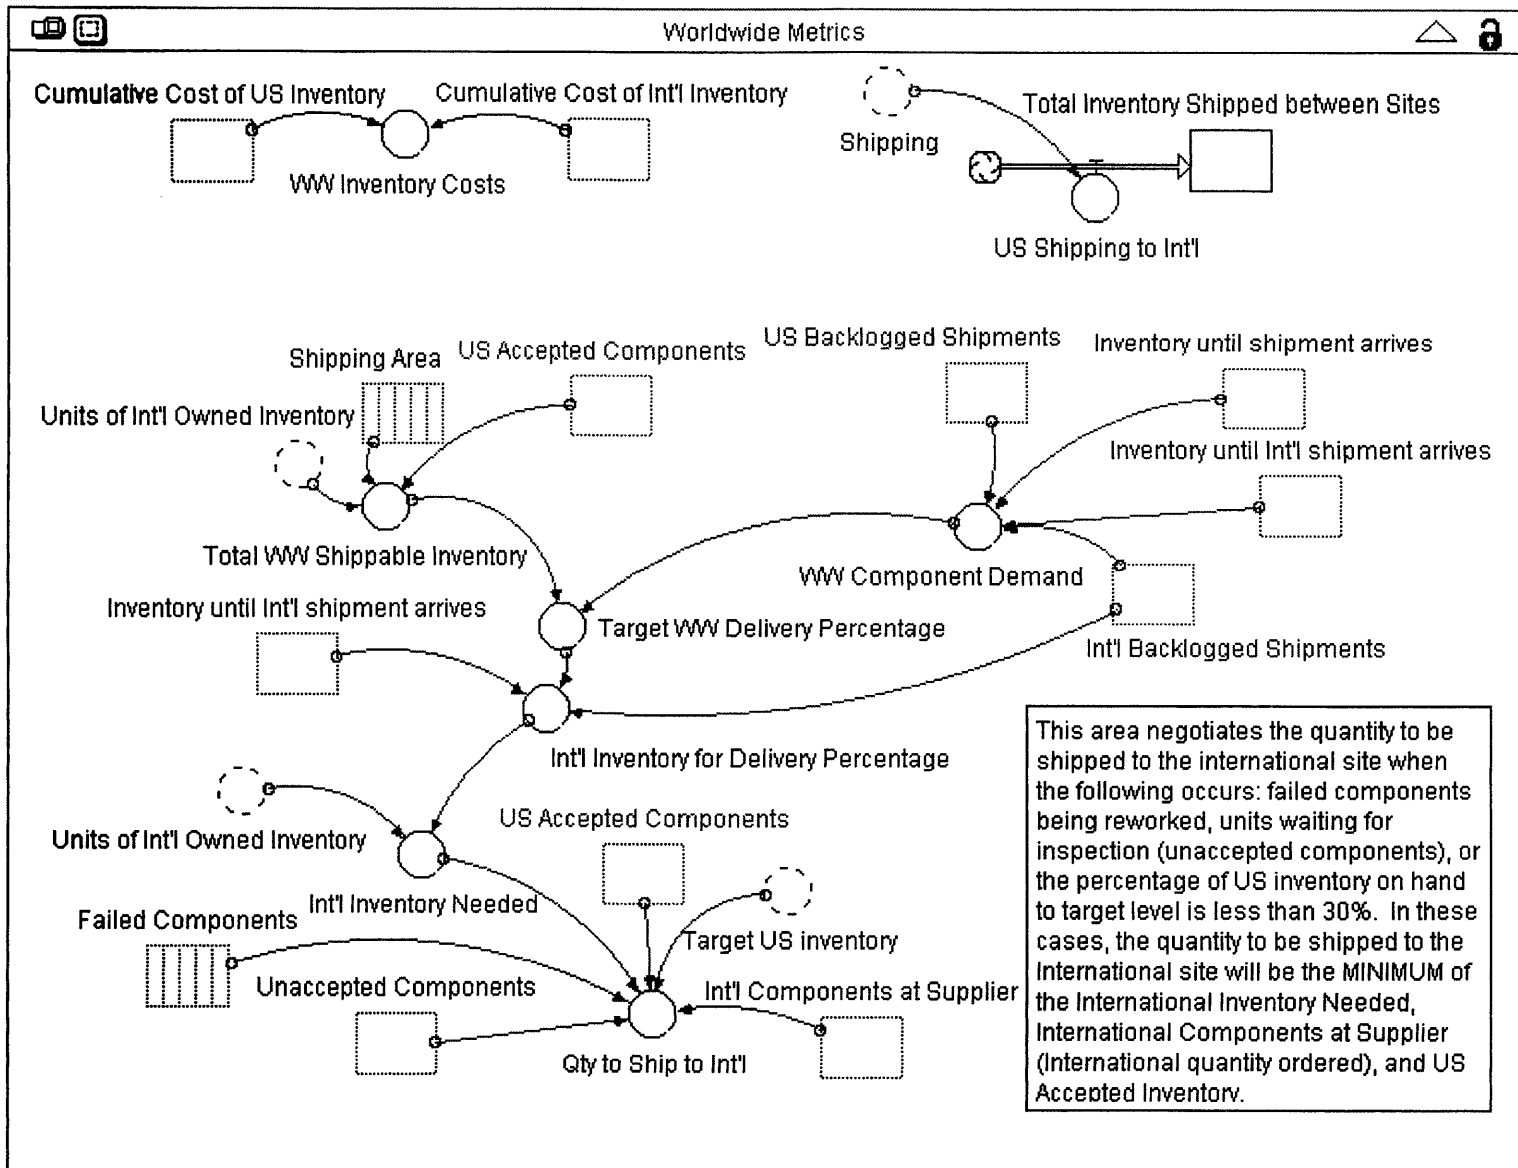 Worldwide Metrics
Cumulative Cost of US Inventory
Cumulative Cost of Int'l Inventory
WW Inventory Costs
Shipping
Total Inventory Shipped between Sites
US Shipping to Int'l
Shipping Area
US Accepted Components
US Backlogged Shipments
Inventory until shipment arrives
Units of Int'l Owned Inventory
Inventory until Int'l shipment arrives
Total WW Shippable Inventory
WW Component Demand
Inventory until Int'l shipment arrives
Target WW Delivery Percentage
Int'l Backlogged Shipments
Int'l Inventory for Delivery Percentage
Units of Int'l Owned Inventory
US Accepted Components
Int'l Inventory Needed
Failed Components
Target US inventory
Unaccepted Components
Int'l Components at Supplier
Qty to Ship to Int'l
This area negotiates the quantity to be
shipped to the international site when
the following occurs: failed components
being reworked, units waiting for
inspection (unaccepted components), or
the percentage of US inventory on hand
to target level is less than 30%. In these
cases, the quantity to be shipped to the
International site will be the MINIMUM of
the International Inventory Needed,
International Components at Supplier
(International quantity ordered), and US
Accepted Inventory.